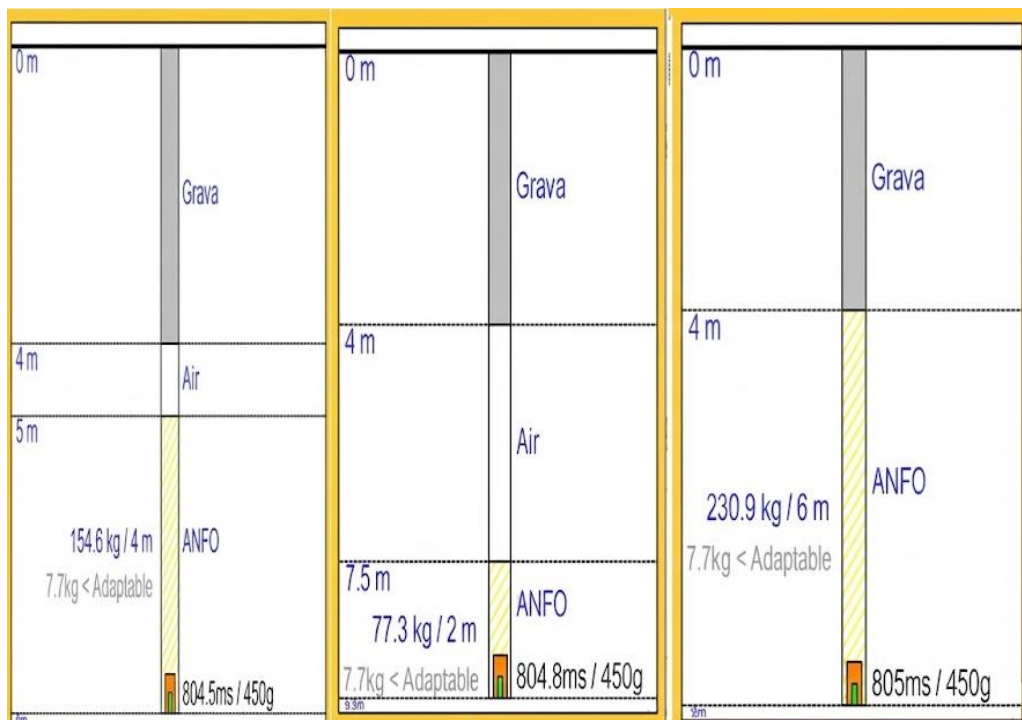 0 m
Grava
4 m
Air
5 m
154.6 kg / 4 m
ANFO
7.7kg < Adaptable
804.5ms / 450g
0 m
Grava
4 m
Air
7.5 m
ANFO
77.3 kg / 2 m
7.7kg < Adaptable
804.8ms / 450g
0 m
Grava
4 m
ANFO
230.9 kg / 6 m
7.7kg < Adaptable
805ms / 450g